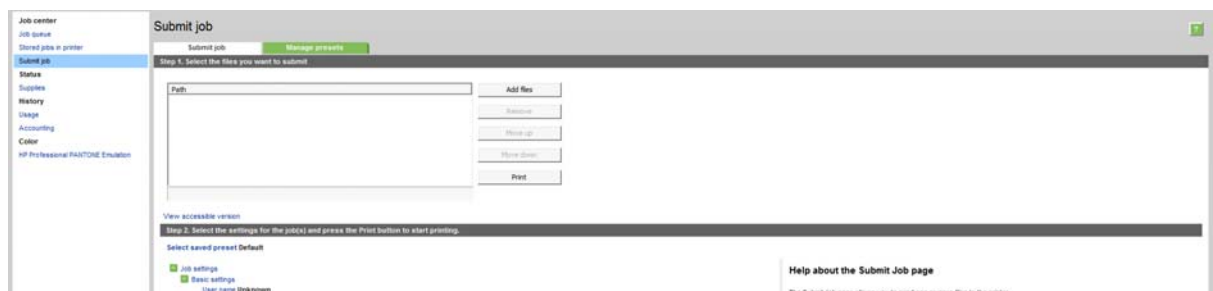 Job center
Job queue
Stored jobs in printer
Submit job
Status
Supplies
History
Usage
Accounting
Color
HP Professional PANTONE Emulation
Submit job
?
Submit job
Manage presets
Step 1. Select the files you want to submit
Path
Add files
Remove
Move up
Move down
Print
View accessible version
Step 2. Select the settings for the job(s) and press the Print button to start printing.
Select saved preset Default
Job settings
Basic settings
User name Unknown
Help about the Submit Job page